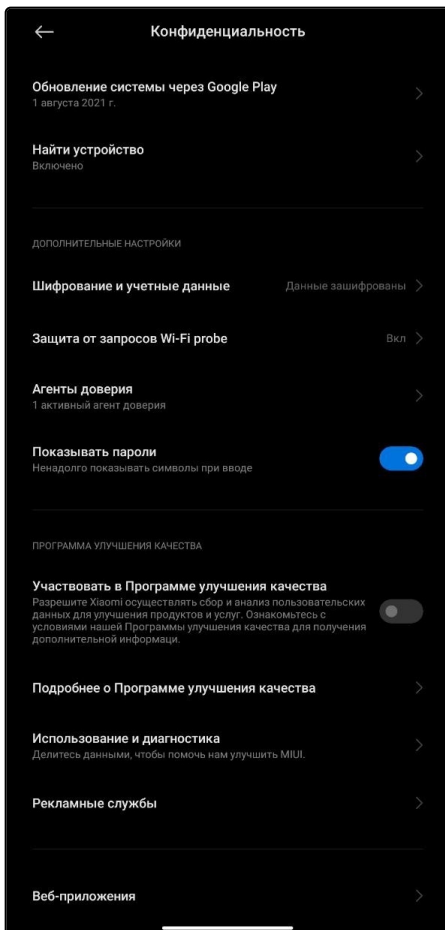 Конфиденциальность
Обновление системы через Google Play
1 августа 2021 г.
Найти устройство
Включено
ДОПОЛНИТЕЛЬНЫЕ НАСТРОЙКИ
Шифрование и учетные данные Данные зашифрованы
Защита от запросов Wi-Fi probe Вкл
Агенты доверия
1 активный агент доверия
Показывать пароли
Ненадолго показывать символы при вводе
ПРОГРАММА УЛУЧШЕНИЯ КАЧЕСТВА
Участвовать в Программе улучшения качества
Разрешите Xiaomi осуществлять сбор и анализ пользовательских
данных для улучшения продуктов и услуг. Ознакомьтесь с
условиями нашей Программы улучшения качества для получения
дополнительной информаци.
Подробнее о Программе улучшения качества
Использование и диагностика
Делитесь данными, чтобы помочь нам улучшить MIUI.
Рекламные службы
Веб-приложения